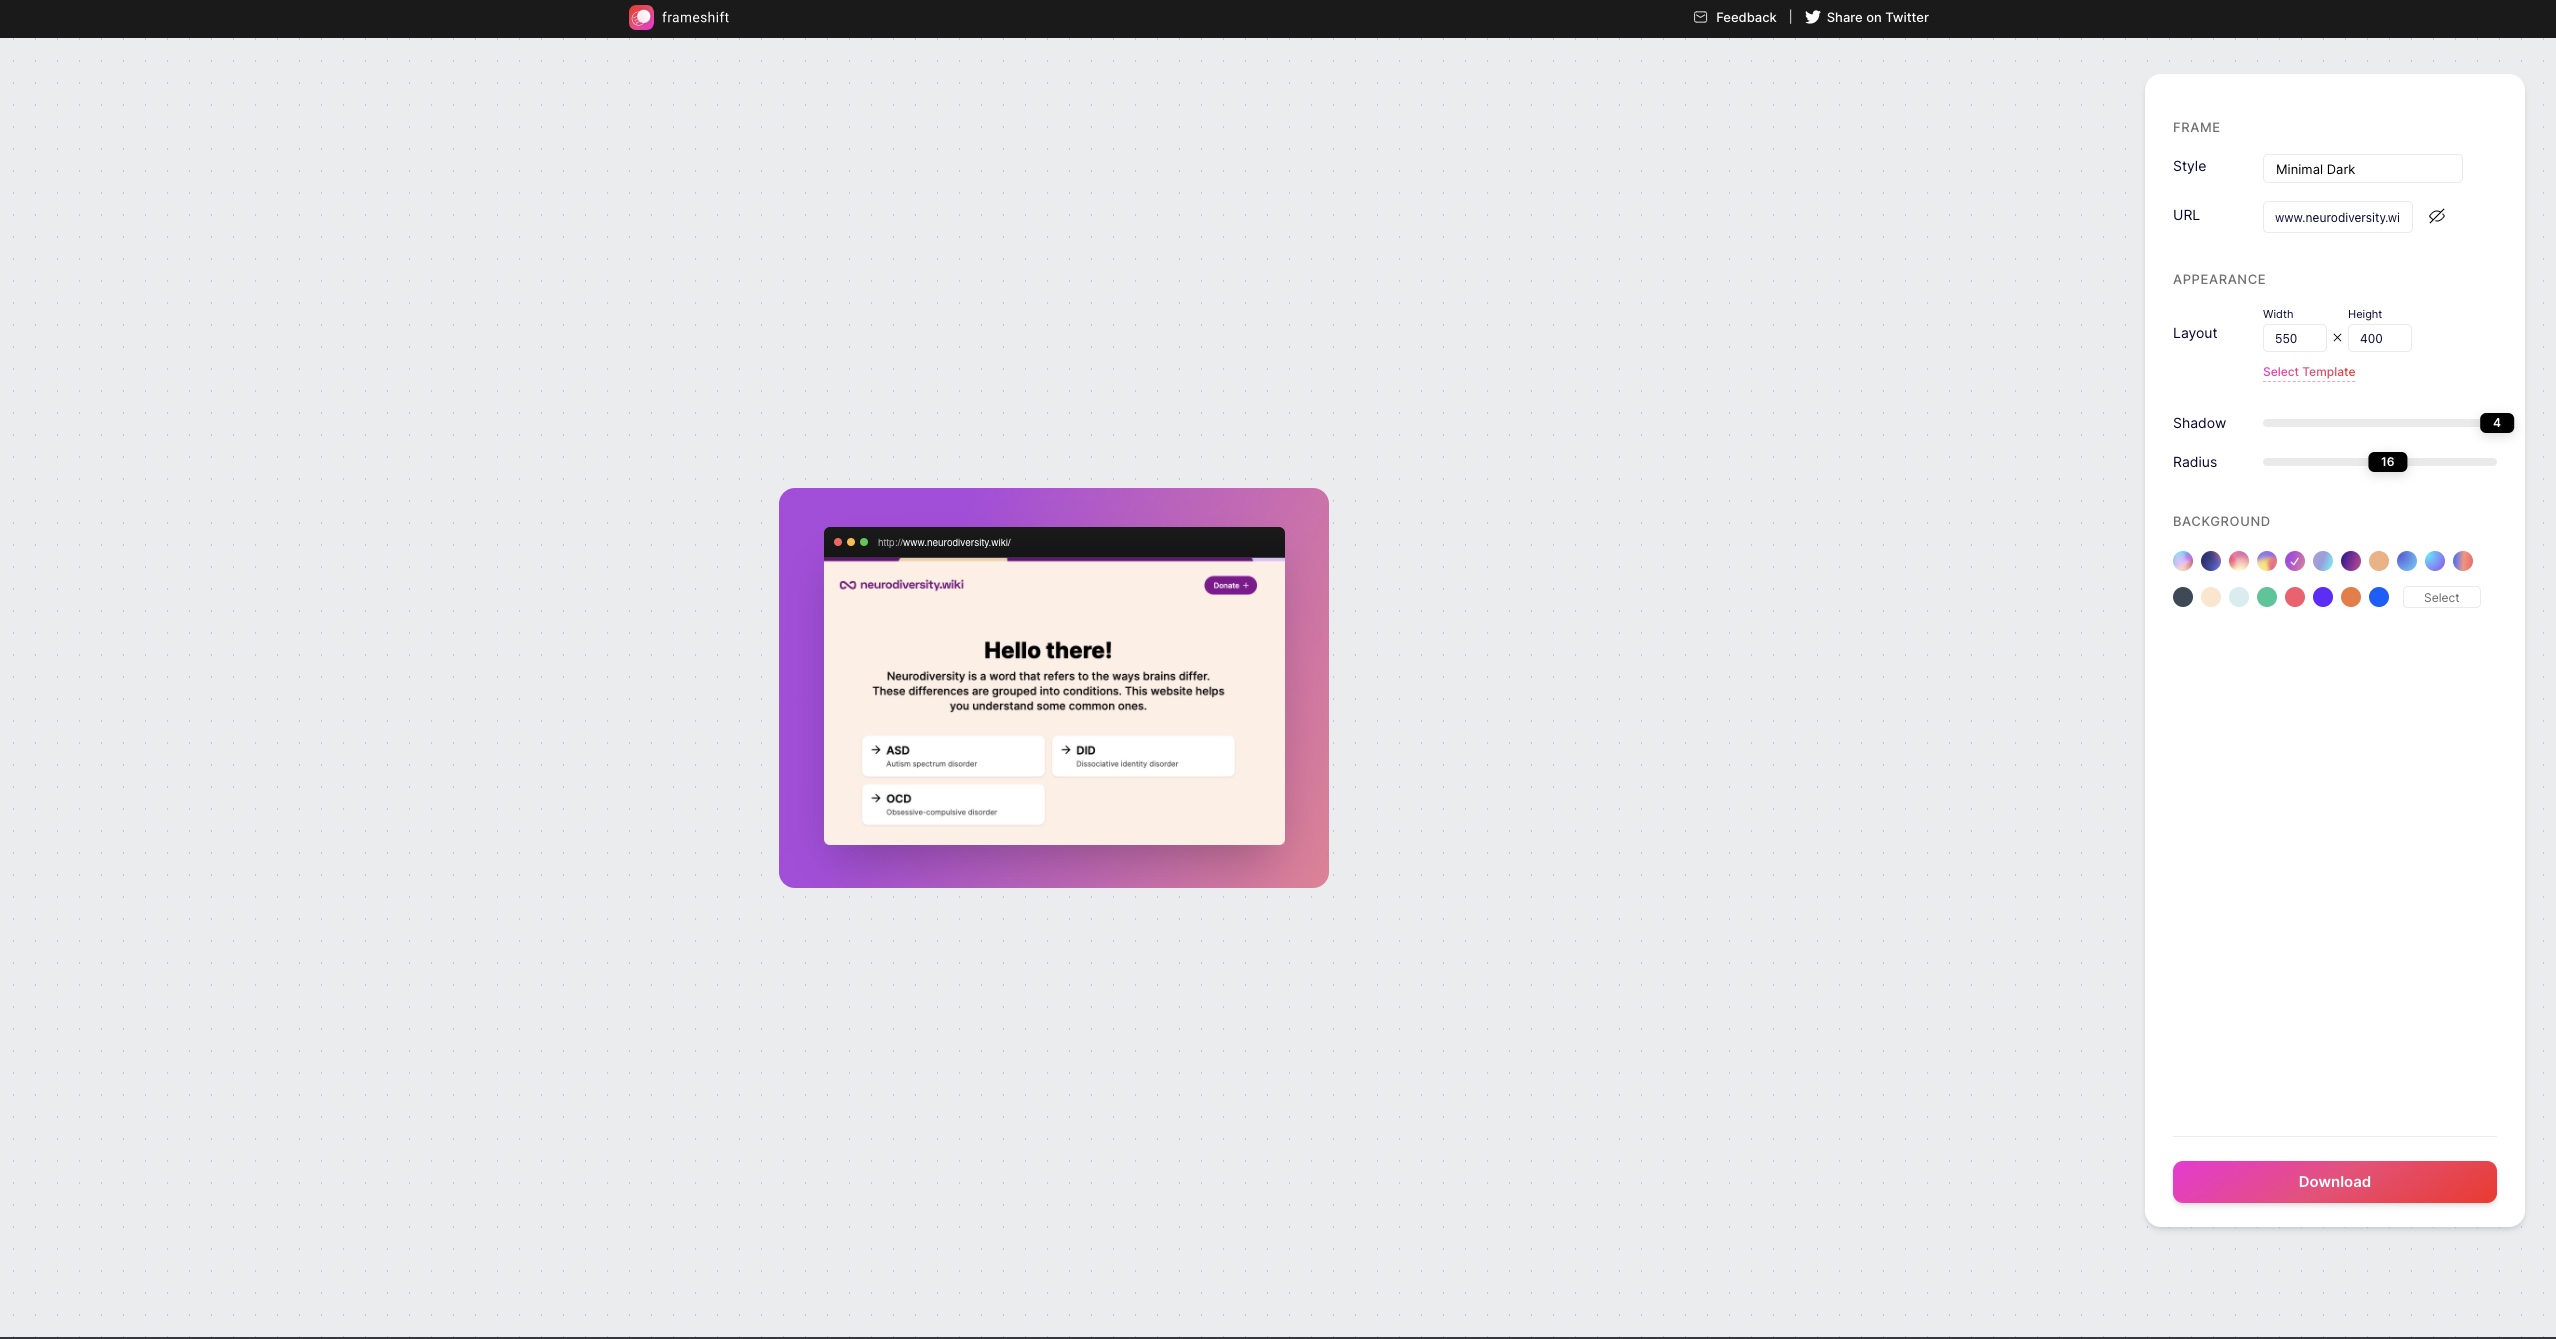 frameshift
Feedback | Share on Twitter
http://www.neurodiversity.wiki/
neurodiversity.wiki
Donate +
Hello there!
Neurodiversity is a word that refers to the ways brains differ.
These differences are grouped into conditions. This website helps
you understand some common ones.
→ ASD
Autism spectrum disorder
→ DID
Dissociative identity disorder
→ OCD
Obsessive-compulsive disorder
FRAME
Style
Minimal Dark
URL
www.neurodiversity.wi
APPEARANCE
Layout
Width
Height
550 × 400
Select Template
Shadow
4
Radius
16
BACKGROUND
Select
Download